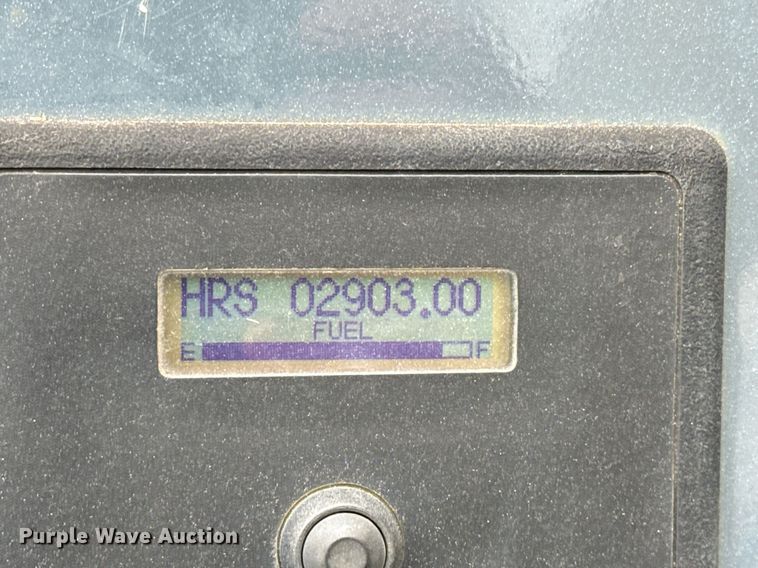 HRS 02903.00
FUEL
E F
Purple Wave Auction